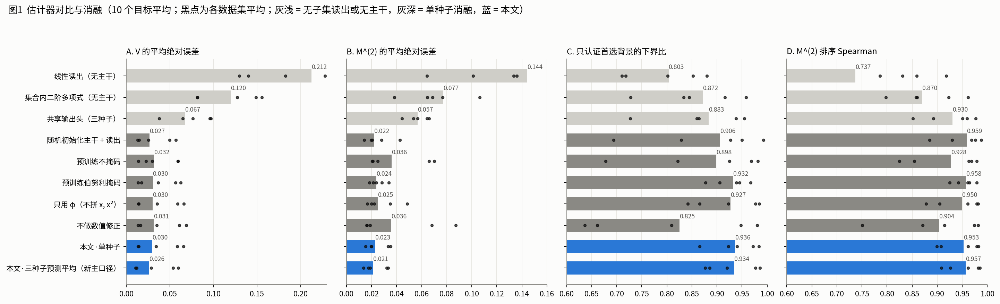 图1 估计器对比与消融（10 个目标平均；黑点为各数据集平均；灰浅 = 无子集读出或无主干，灰深 = 单种子消融，蓝 = 本文）
A. V 的平均绝对误差
B. M^(2) 的平均绝对误差
C. 只认证首选背景的下界比
D. M^(2) 排序 Spearman
线性读出（无主干）
0.212
0.144
0.803
0.737
集合内二阶多项式（无主干）
0.120
0.077
0.872
0.870
共享输出头（三种子）
0.067
0.057
0.883
0.930
随机初始化主干 + 读出
0.027
0.022
0.906
0.959
预训练不掩码
0.032
0.036
0.898
0.928
预训练伯努利掩码
0.030
0.024
0.932
0.958
只用 φ（不拼 x, x²）
0.030
0.025
0.927
0.950
不做数值修正
0.031
0.036
0.825
0.904
本文·单种子
0.030
0.023
0.936
0.953
本文·三种子预测平均（新主口径）
0.026
0.021
0.934
0.957
0.00 0.05 0.10 0.15 0.20
0.00 0.02 0.04 0.06 0.08 0.10 0.12 0.14 0.16
0.60 0.65 0.70 0.75 0.80 0.85 0.90 0.95 1.00
0.60 0.65 0.70 0.75 0.80 0.85 0.90 0.95 1.00